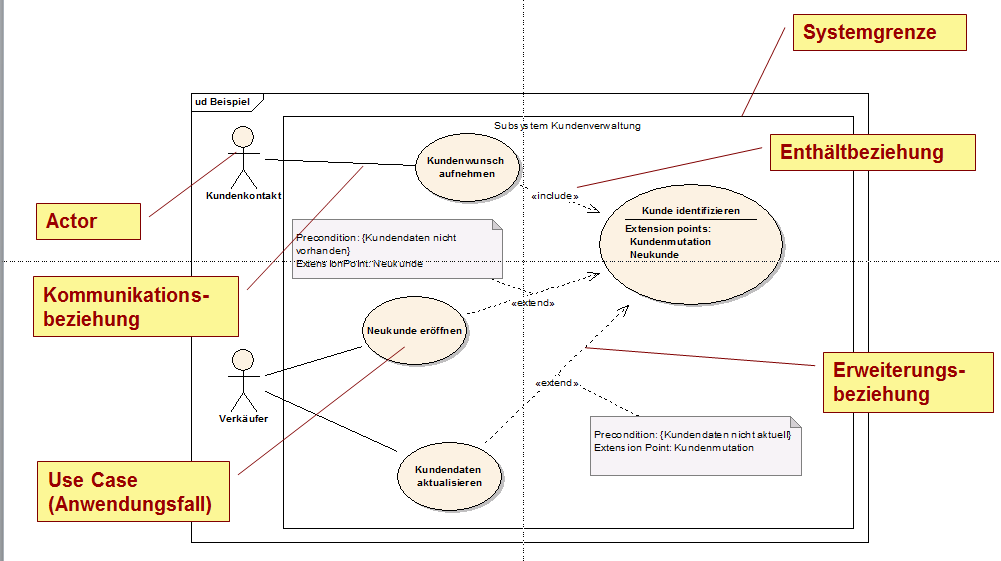 Systemgrenze
ud Beispiel
Subsystem Kundenverwaltung
Kundenwunsch
aufnehmen
Enthältbeziehung
«include»
Kundenkontakt
Actor
Kunde identifizieren
Extension points:
Kundenmutation
Neukunde
Precondition: {Kundendaten nicht
vorhanden}
ExtensionPoint: Neukunde
Kommunikations-
beziehung
«extend»
Neukunde eröffnen
Erweiterungs-
beziehung
«extend»
Verkäufer
Precondition: {Kundendaten nicht aktuell}
Extension Point: Kundenmutation
Kundendaten
aktualisieren
Use Case
(Anwendungsfall)